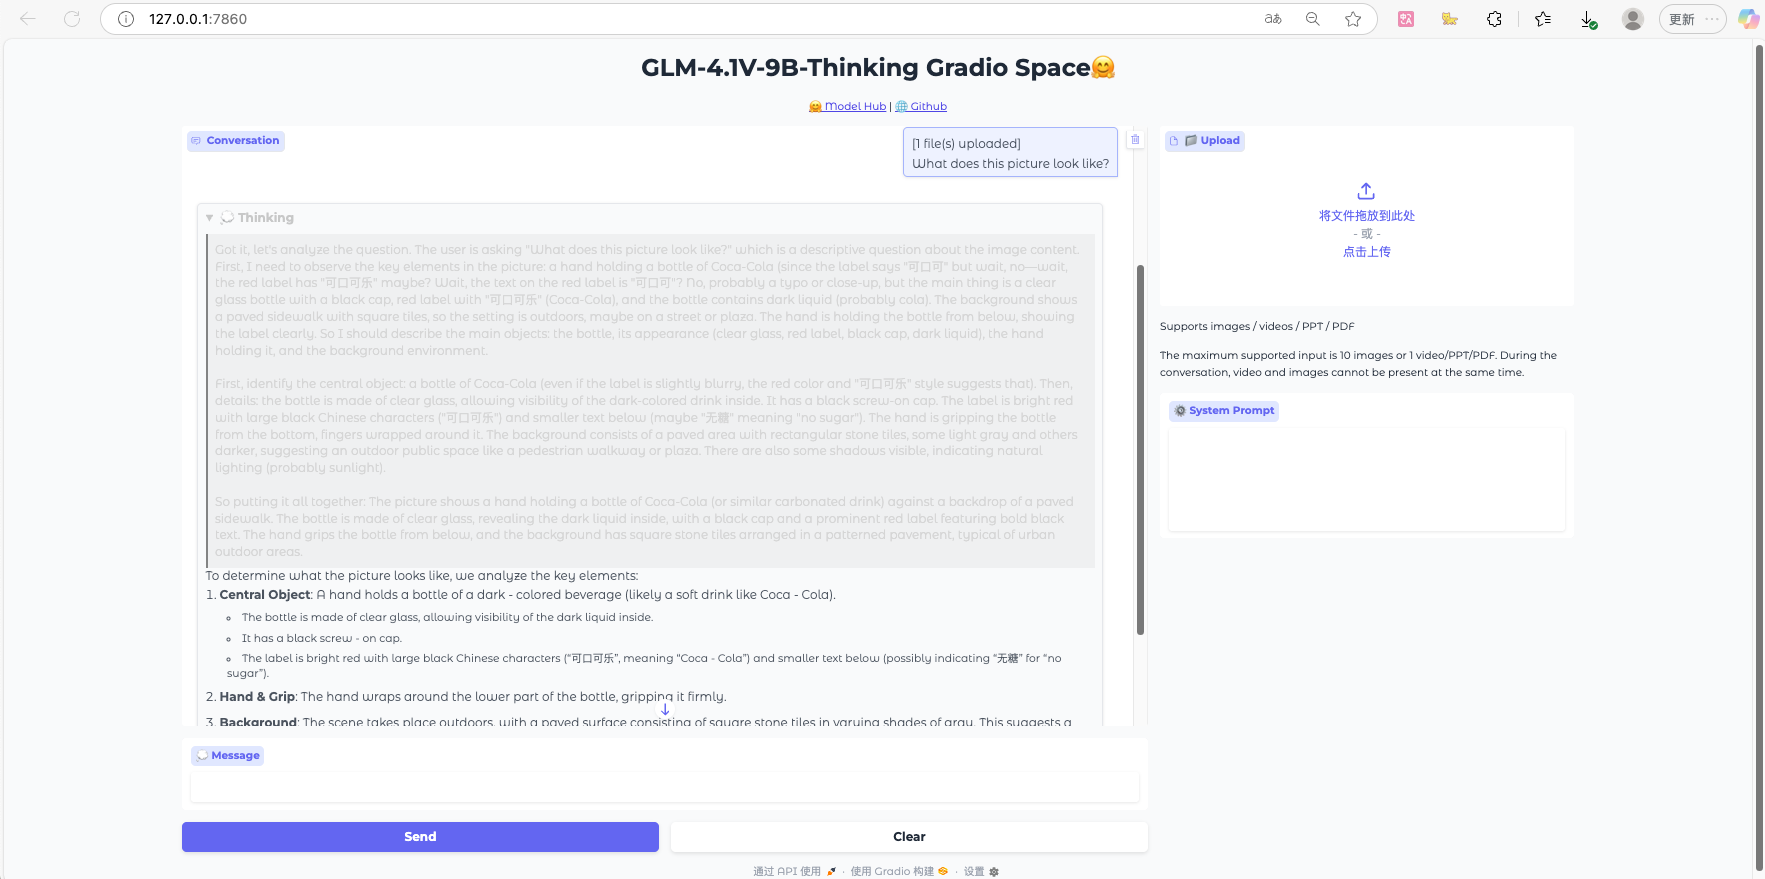 127.0.0.1:7860
更新
GLM-4.1V-9B-Thinking Gradio Space🤗
🤗 Model Hub | 🌐 Github
Conversation
[1 file(s) uploaded]
What does this picture look like?
Thinking
Got it, let's analyze the question. The user is asking "What does this picture look like?" which is a descriptive question about the image content.
First, I need to observe the key elements in the picture: a hand holding a bottle of Coca-Cola (since the label says "可口可" but wait, no—wait,
the red label has "可口可乐" maybe? Wait, the text on the red label is "可口可"? No, probably a typo or close-up, but the main thing is a clear
glass bottle with a black cap, red label with "可口可乐" (Coca-Cola), and the bottle contains dark liquid (probably cola). The background shows
a paved sidewalk with square tiles, so the setting is outdoors, maybe on a street or plaza. The hand is holding the bottle from below, showing
the label clearly. So I should describe the main objects: the bottle, its appearance (clear glass, red label, black cap, dark liquid), the hand
holding it, and the background environment.
First, identify the central object: a bottle of Coca-Cola (even if the label is slightly blurry, the red color and "可口可乐" style suggests that). Then,
details: the bottle is made of clear glass, allowing visibility of the dark-colored drink inside. It has a black screw-on cap. The label is bright red
with large black Chinese characters ("可口可乐") and smaller text below (maybe "无糖" meaning "no sugar"). The hand is gripping the bottle
from the bottom, fingers wrapped around it. The background consists of a paved area with rectangular stone tiles, some light gray and others
darker, suggesting an outdoor public space like a pedestrian walkway or plaza. There are also some shadows visible, indicating natural
lighting (probably sunlight).
So putting it all together: The picture shows a hand holding a bottle of Coca-Cola (or similar carbonated drink) against a backdrop of a paved
sidewalk. The bottle is made of clear glass, revealing the dark liquid inside, with a black cap and a prominent red label featuring bold black
text. The hand grips the bottle from below, and the background has square stone tiles arranged in a patterned pavement, typical of urban
outdoor areas.
To determine what the picture looks like, we analyze the key elements:
1. Central Object: A hand holds a bottle of a dark - colored beverage (likely a soft drink like Coca - Cola).
The bottle is made of clear glass, allowing visibility of the dark liquid inside.
It has a black screw - on cap.
The label is bright red with large black Chinese characters (“可口可乐”, meaning “Coca - Cola”) and smaller text below (possibly indicating “无糖” for “no
sugar”).
2. Hand & Grip: The hand wraps around the lower part of the bottle, gripping it firmly.
3. Background: The scene takes place outdoors, with a paved surface consisting of square stone tiles in varying shades of gray. This suggests a
Message
Send
Clear
Upload
将文件拖放到此处
- 或 -
点击上传
Supports images / videos / PPT / PDF
The maximum supported input is 10 images or 1 video/PPT/PDF. During the
conversation, video and images cannot be present at the same time.
System Prompt
通过 API 使用 · 使用 Gradio 构建 · 设置